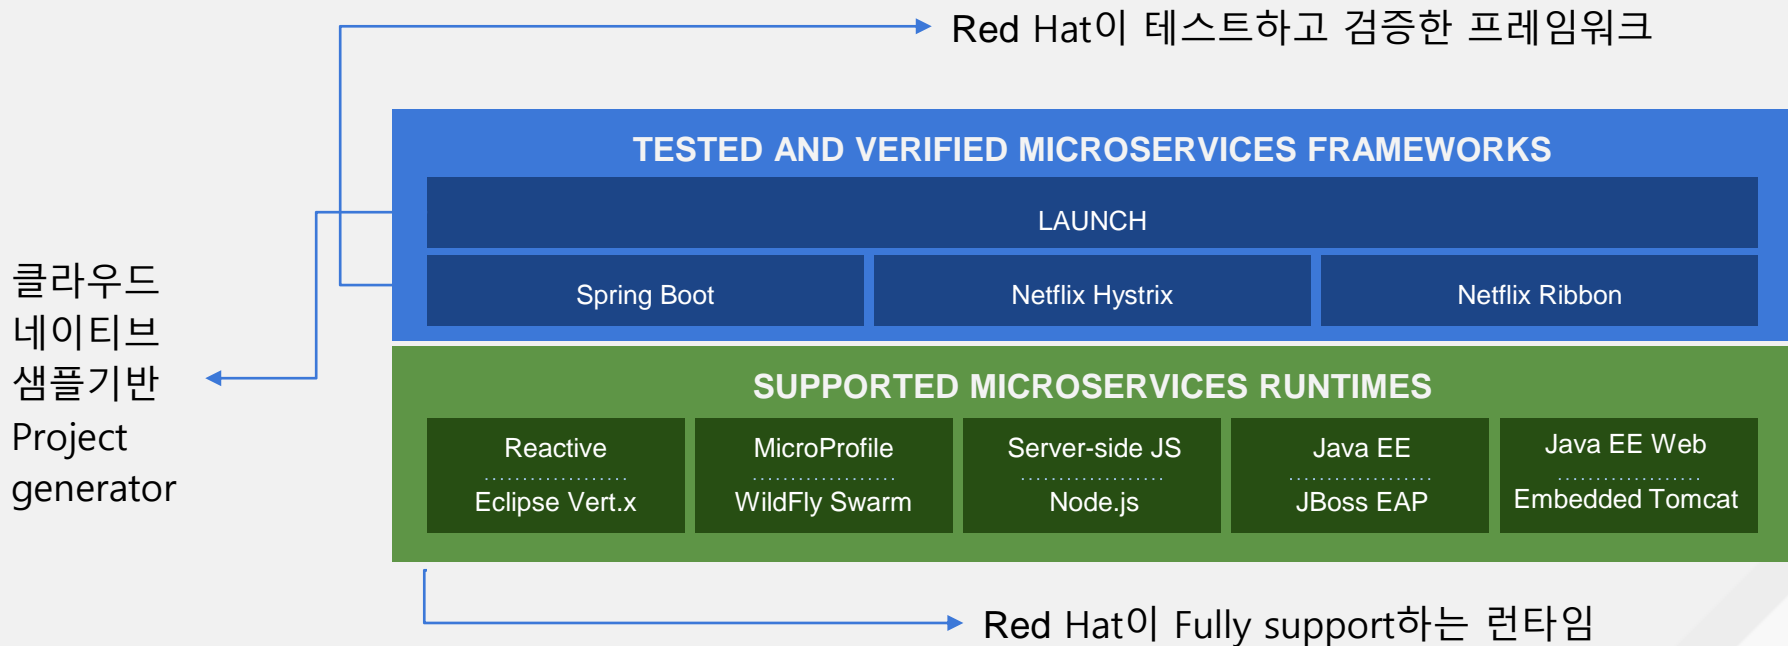 Red Hat이 테스트하고 검증한 프레임워크
TESTED AND VERIFIED MICROSERVICES FRAMEWORKS
LAUNCH
Spring Boot
Netflix Hystrix
Netflix Ribbon
클라우드
네이티브
샘플기반
Project
generator
SUPPORTED MICROSERVICES RUNTIMES
Reactive
Eclipse Vert.x
MicroProfile
WildFly Swarm
Server-side JS
Node.js
Java EE
JBoss EAP
Java EE Web
Embedded Tomcat
Red Hat이 Fully support하는 런타임